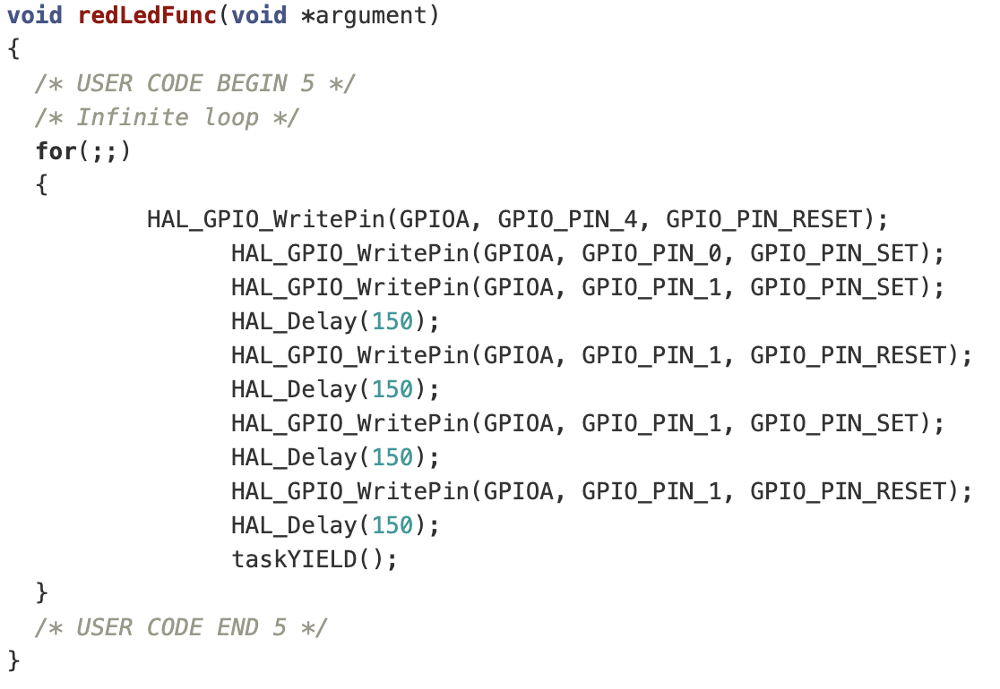 void redLedFunc(void *argument)
{
  /* USER CODE BEGIN 5 */
  /* Infinite loop */
  for(;;)
  {
          HAL_GPIO_WritePin(GPIOA, GPIO_PIN_4, GPIO_PIN_RESET);
                HAL_GPIO_WritePin(GPIOA, GPIO_PIN_0, GPIO_PIN_SET);
                HAL_GPIO_WritePin(GPIOA, GPIO_PIN_1, GPIO_PIN_SET);
                HAL_Delay(150);
                HAL_GPIO_WritePin(GPIOA, GPIO_PIN_1, GPIO_PIN_RESET);
                HAL_Delay(150);
                HAL_GPIO_WritePin(GPIOA, GPIO_PIN_1, GPIO_PIN_SET);
                HAL_Delay(150);
                HAL_GPIO_WritePin(GPIOA, GPIO_PIN_1, GPIO_PIN_RESET);
                HAL_Delay(150);
                taskYIELD();
  }
  /* USER CODE END 5 */
}